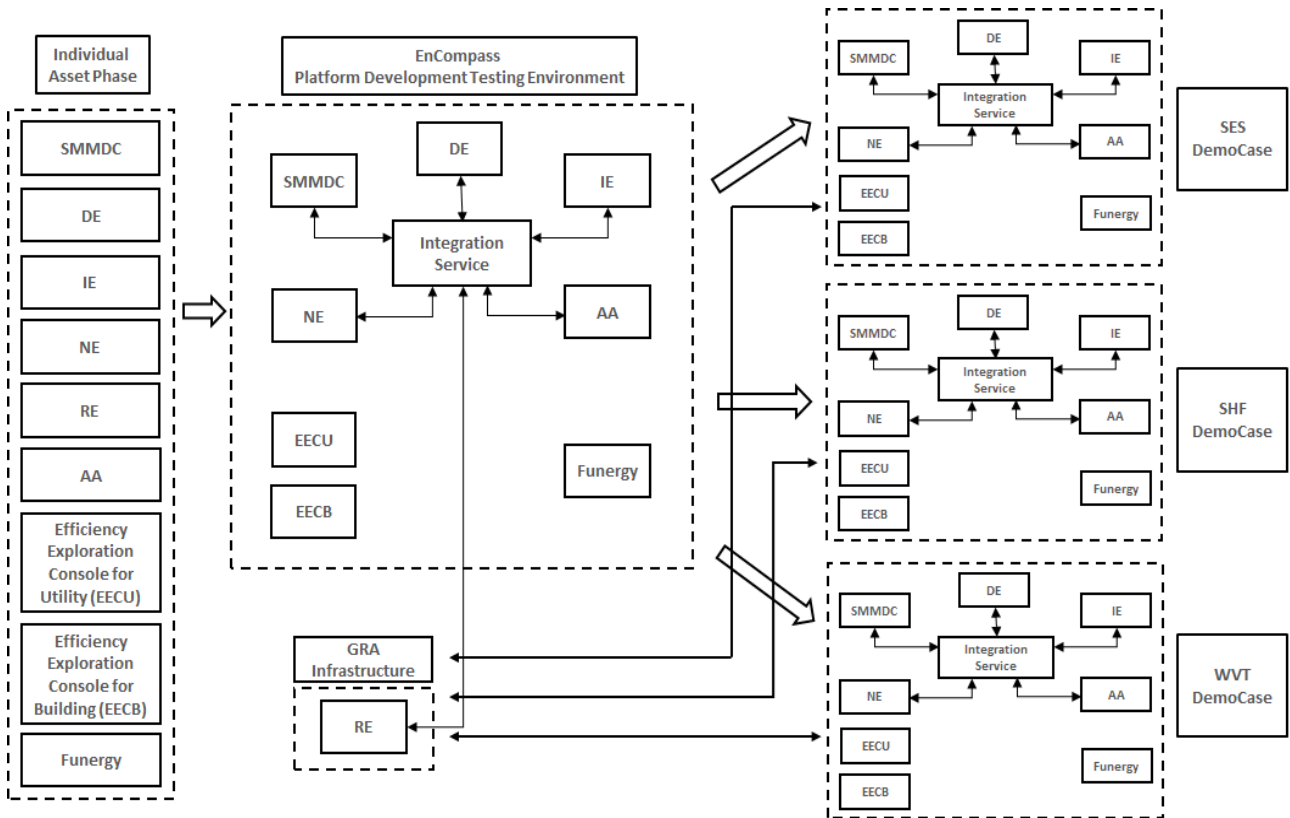 Individual
Asset Phase
SMMDC
DE
IE
NE
RE
AA
Efficiency
Exploration
Console for
Utility (EECU)
Efficiency
Exploration
Console for
Building (EECB)
Funergy
EnCompass
Platform Development Testing Environment
DE
SMMDC
IE
Integration
Service
NE
AA
EECU
Funergy
EECB
GRA
Infrastructure
RE
DE
SMMDC
IE
Integration
Service
NE
AA
EECU
Funergy
EECB
SES
DemoCase
DE
SMMDC
IE
Integration
Service
NE
AA
EECU
Funergy
EECB
SHF
DemoCase
DE
SMMDC
IE
Integration
Service
NE
AA
EECU
Funergy
EECB
WVT
DemoCase